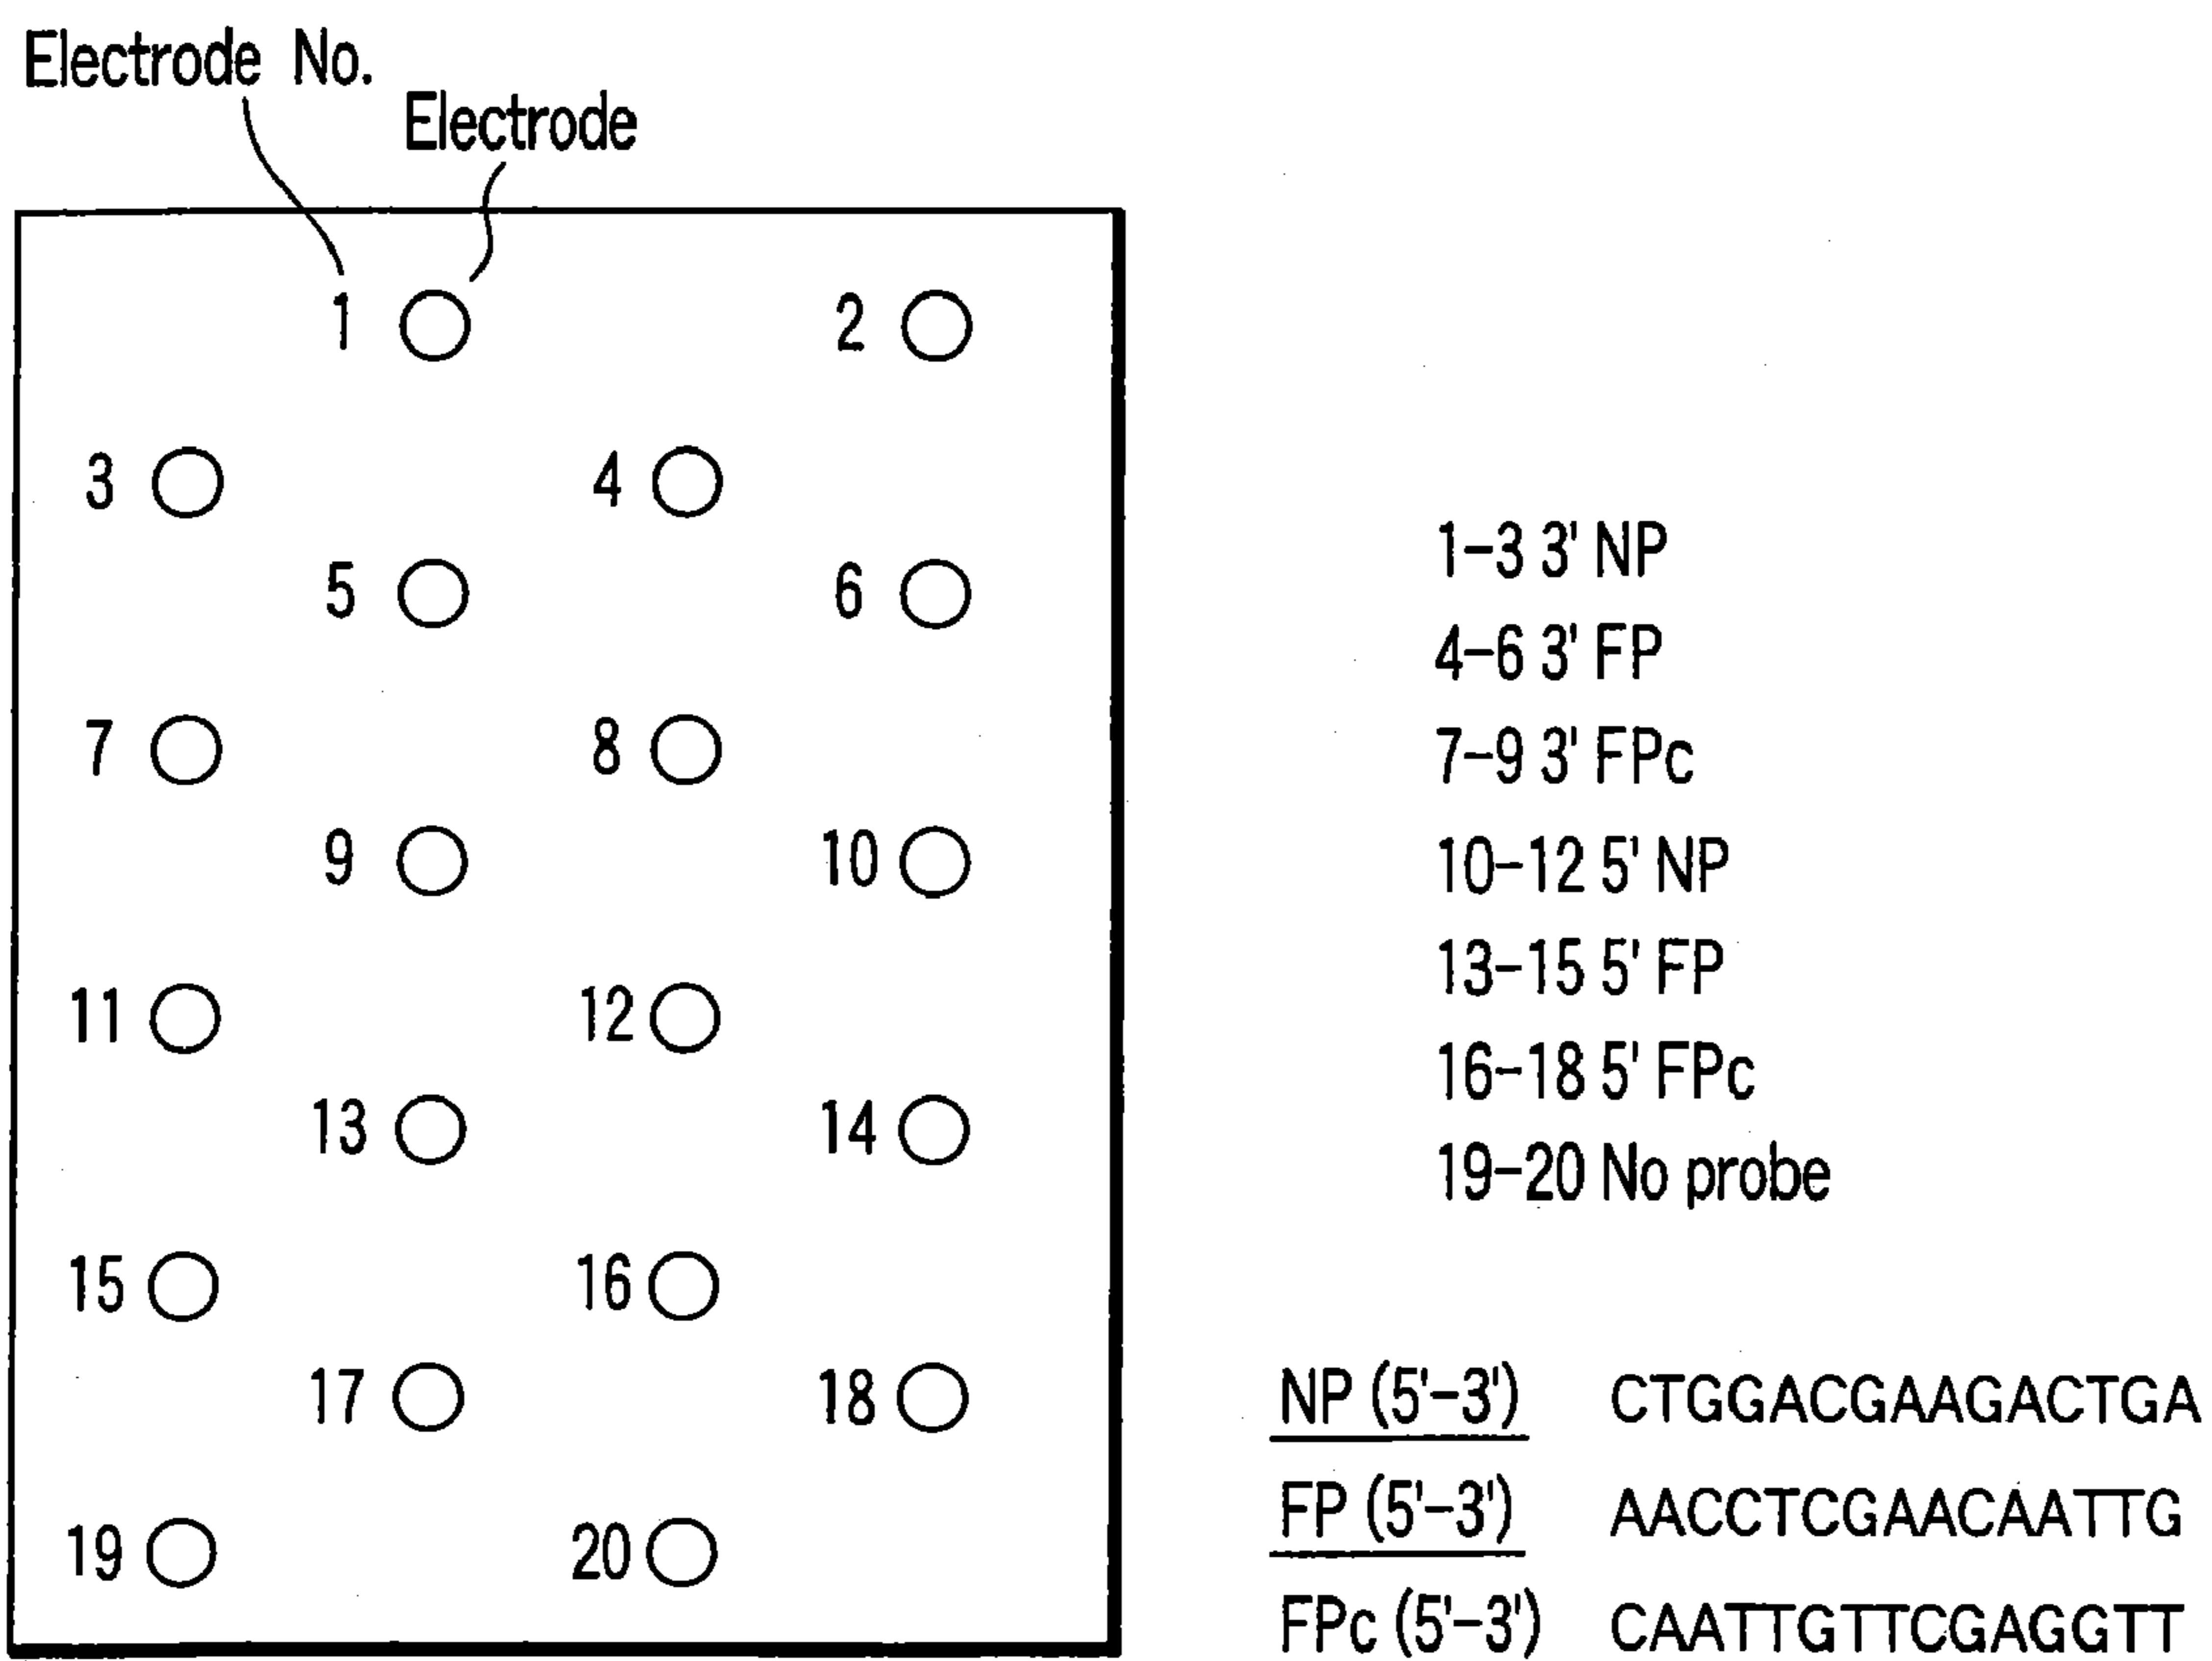 Electrode No.
Electrode
1 2
3 4
5 6
7 8
9 10
11 12
13 14
15 16
17 18
19 20
1-3 3' NP
4-6 3' FP
7-9 3' FPc
10-12 5' NP
13-15 5' FP
16-18 5' FPc
19-20 No probe
NP (5'-3') CTGGACGAAGACTGA
FP (5'-3') AACCTCGAACAATTG
FPc (5'-3') CAATTGTTCGAGGTT